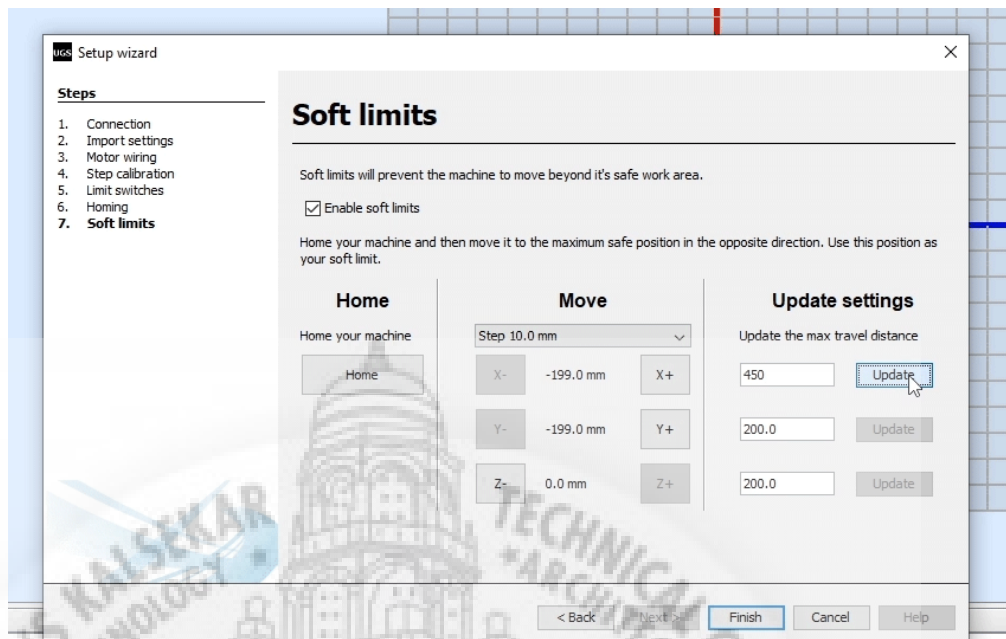 UGS Setup wizard
Steps
1. Connection
2. Import settings
3. Motor wiring
4. Step calibration
5. Limit switches
6. Homing
7. Soft limits
Soft limits
Soft limits will prevent the machine to move beyond it's safe work area.
Enable soft limits
Home your machine and then move it to the maximum safe position in the opposite direction. Use this position as
your soft limit.
Home
Home your machine
Home
Move
Step 10.0 mm
X- -199.0 mm X+
Y- -199.0 mm Y+
Z- 0.0 mm Z+
Update settings
Update the max travel distance
450 Update
200.0 Update
200.0 Update
< Back Next > Finish Cancel Help
KALSEKAR TECHNICAL